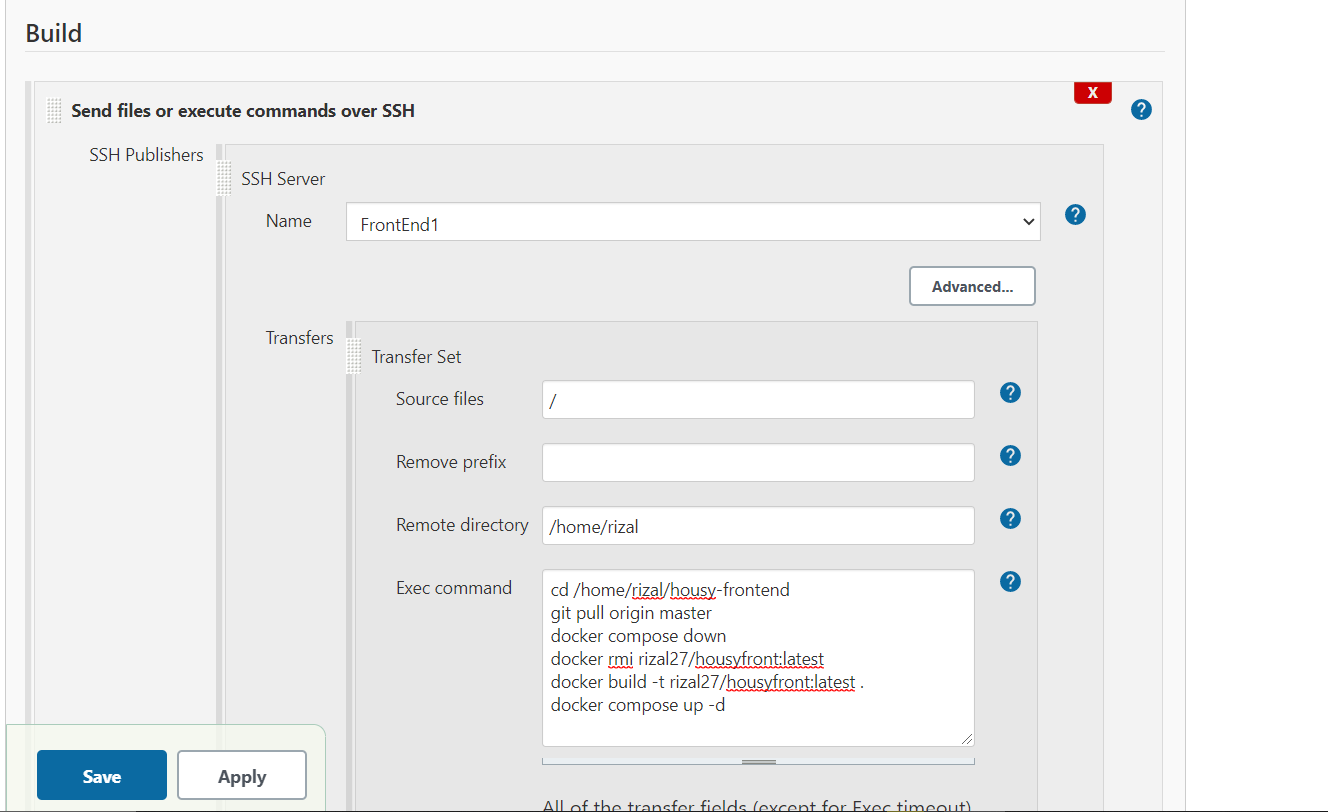 Build
Send files or execute commands over SSH
X
?
SSH Publishers
SSH Server
Name
FrontEnd1
?
Advanced...
Transfers
Transfer Set
Source files
/
?
Remove prefix
?
Remote directory
/home/rizal
?
Exec command
cd /home/rizal/housy-frontend
git pull origin master
docker compose down
docker rmi rizal27/housyfront:latest
docker build -t rizal27/housyfront:latest .
docker compose up -d
?
All of the transfer fields (except for Exec timeout)
Save
Apply